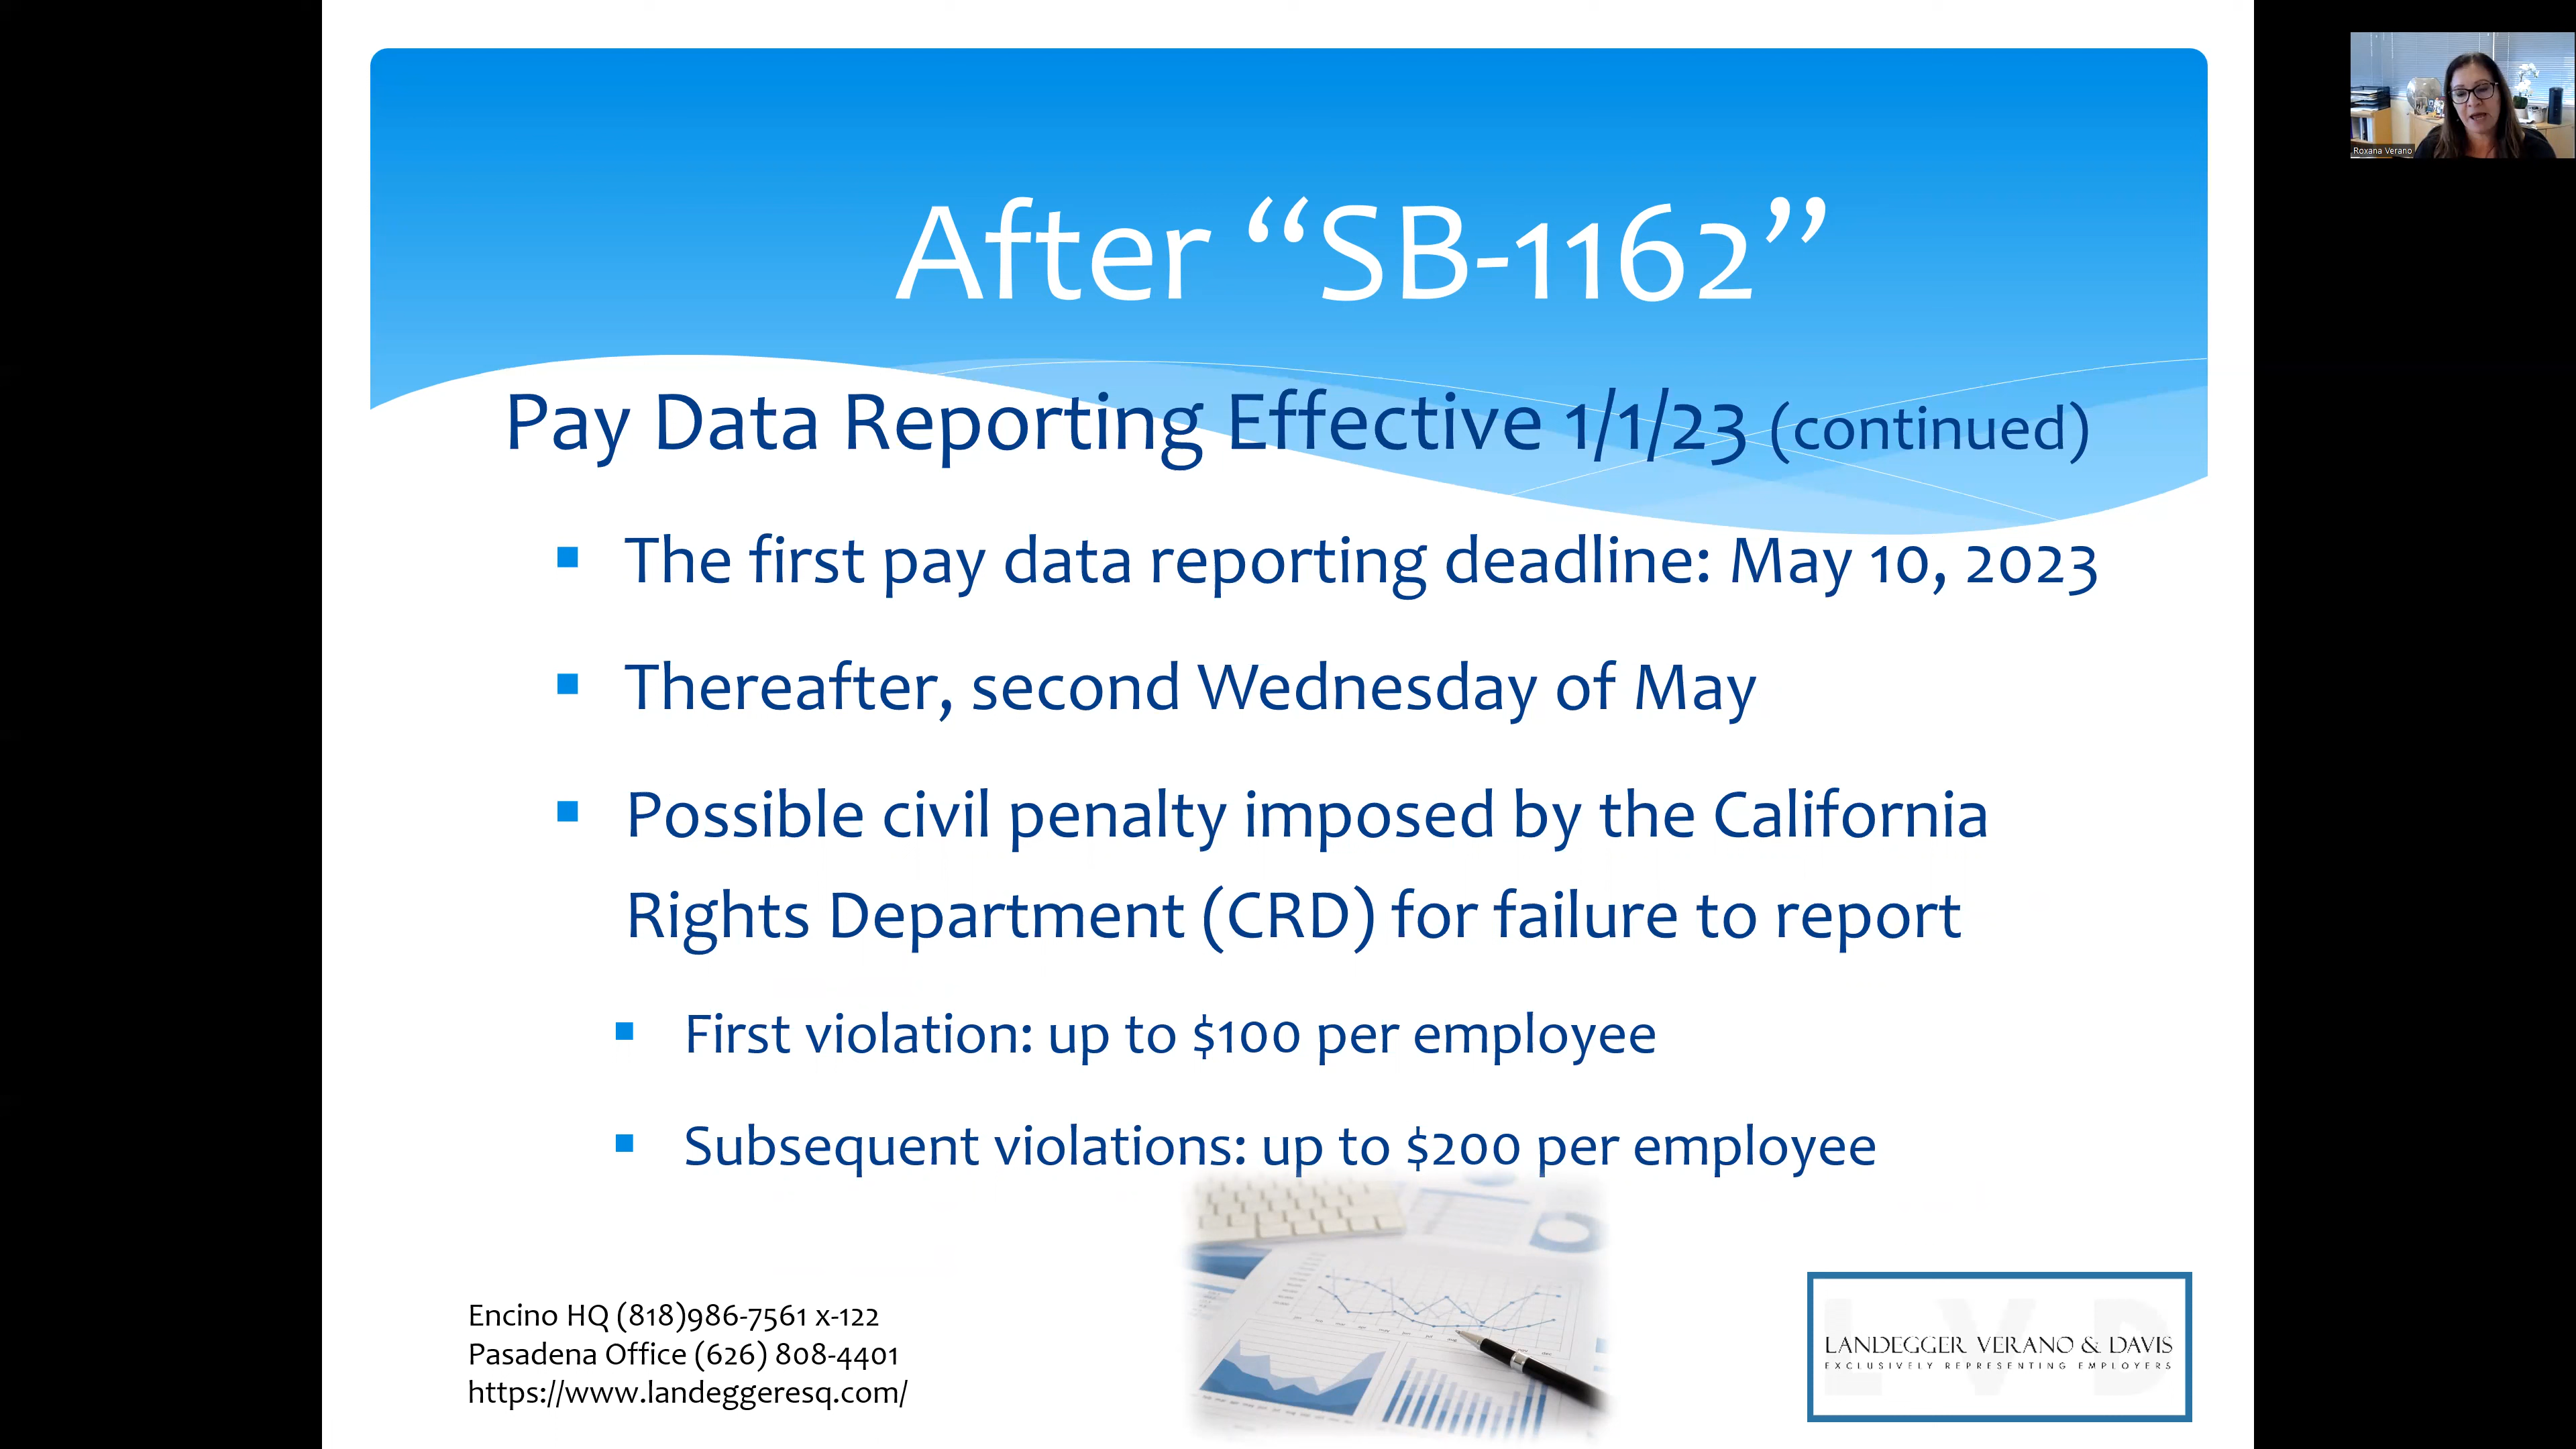 After “SB-1162”
Roxana Verano
Pay Data Reporting Effective 1/1/23 (continued)
▪ The first pay data reporting deadline: May 10, 2023
▪ Thereafter, second Wednesday of May
▪ Possible civil penalty imposed by the California
Rights Department (CRD) for failure to report
▪ First violation: up to $100 per employee
▪ Subsequent violations: up to $200 per employee
Encino HQ (818)986-7561 x-122
Pasadena Office (626) 808-4401
https://www.landeggeresq.com/
LVD
LANDEGGER VERANO & DAVIS
EXCLUSIVELY REPRESENTING EMPLOYERS